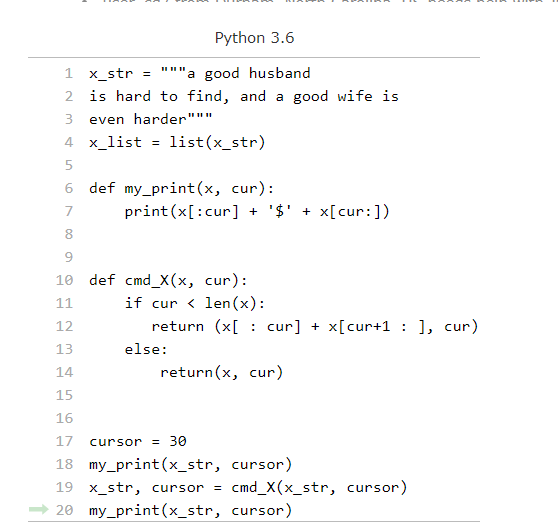 Python 3.6
1 x_str = """a good husband
2 is hard to find, and a good wife is
3 even harder"""
4 x_list = list(x_str)
5
6 def my_print(x, cur):
7     print(x[:cur] + '$' + x[cur:])
8
9
10 def cmd_X(x, cur):
11     if cur < len(x):
12        return (x[ : cur] + x[cur+1 : ], cur)
13     else:
14         return(x, cur)
15
16
17 cursor = 30
18 my_print(x_str, cursor)
19 x_str, cursor = cmd_X(x_str, cursor)
20 my_print(x_str, cursor)